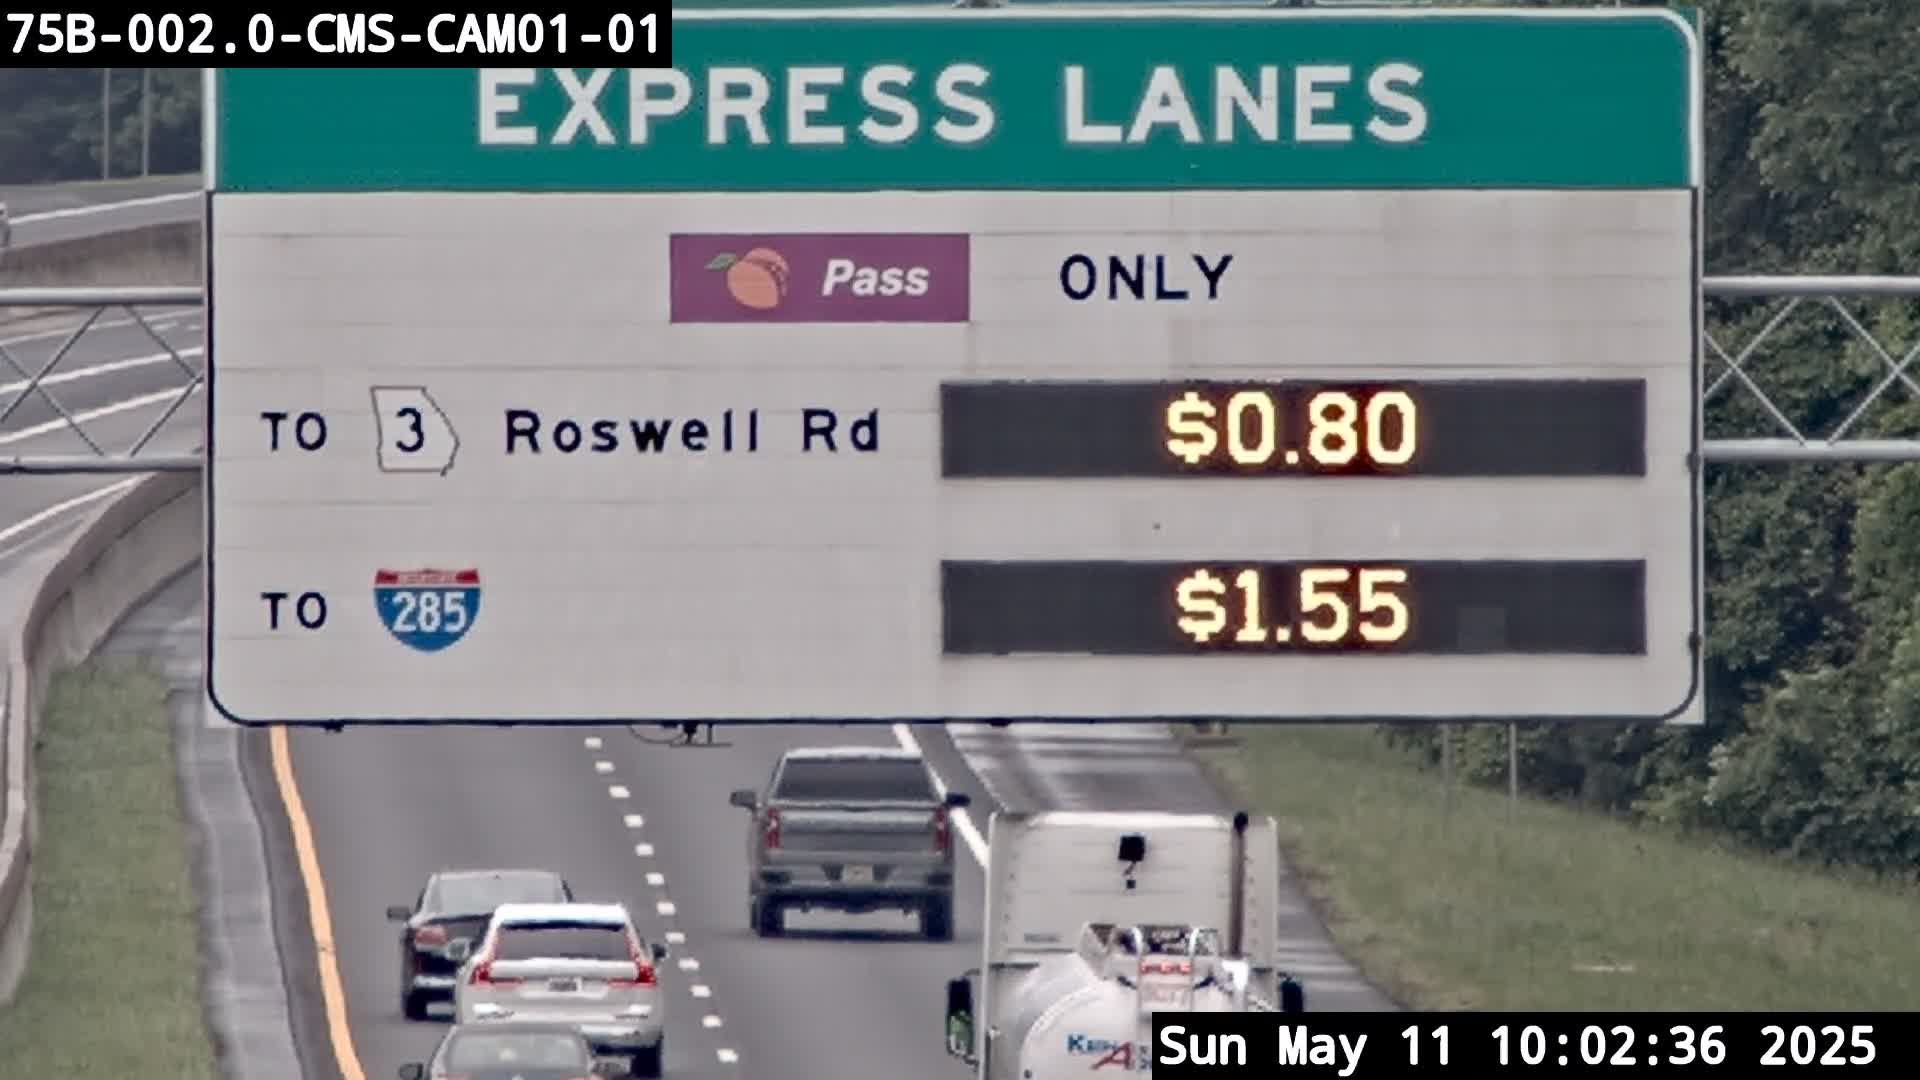 75B-002.0-CMS-CAM01-01
EXPRESS LANES
Pass ONLY
TO 3 Roswell Rd $0.80
TO 285 $1.55
Sun May 11 10:02:36 2025